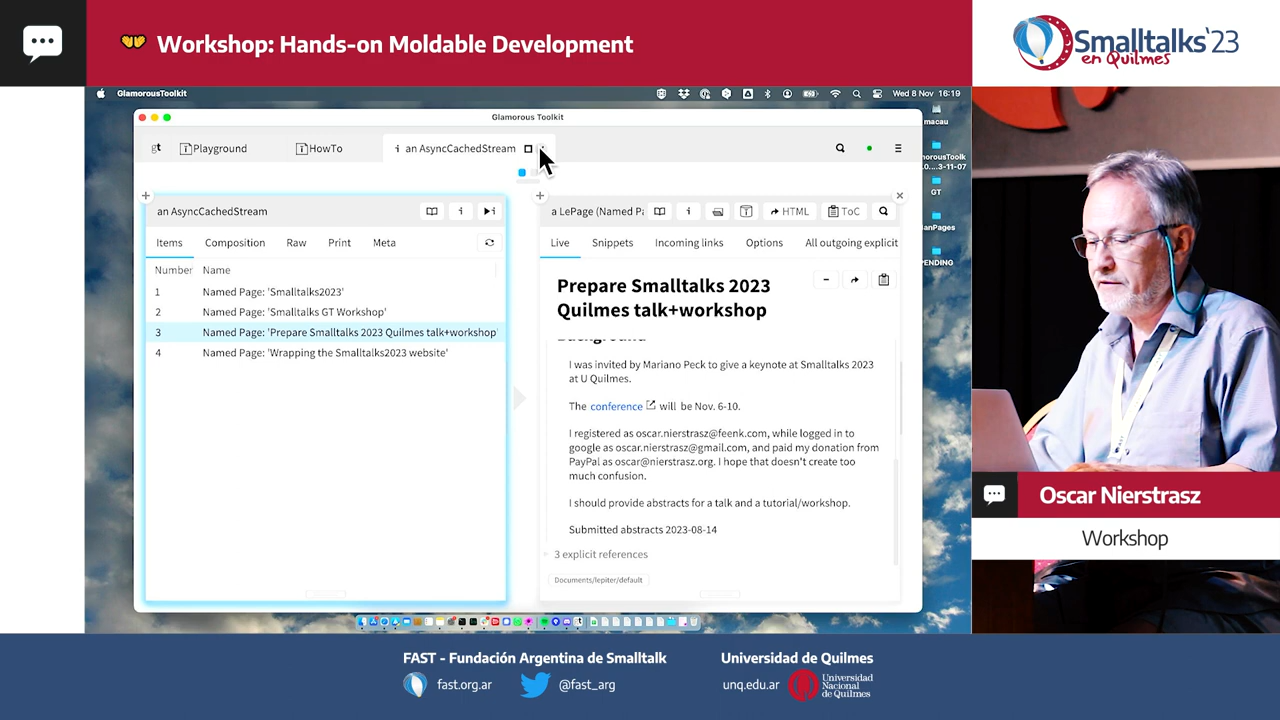 Workshop: Hands-on Moldable Development
Smalltalks'23
en Quilmes
GlamorousToolkit
Wed 8 Nov 16:19
Glamorous Toolkit
gt
Playground
HowTo
an AsyncCachedStream
macau
GT
PENDING
an AsyncCachedStream
Items Composition Raw Print Meta
Number Name
1 Named Page: 'Smalltalks2023'
2 Named Page: 'Smalltalks GT Workshop'
3 Named Page: 'Prepare Smalltalks 2023 Quilmes talk+workshop'
4 Named Page: 'Wrapping the Smalltalks2023 website'
a LePage (Named Pa HTML ToC
Live Snippets Incoming links Options All outgoing explicit
Prepare Smalltalks 2023
Quilmes talk+workshop
Background
I was invited by Mariano Peck to give a keynote at Smalltalks 2023
at U Quilmes.
The conference will be Nov. 6-10.
I registered as oscar.nierstrasz@feenk.com, while logged in to
google as oscar.nierstrasz@gmail.com, and paid my donation from
PayPal as oscar@nierstrasz.org. I hope that doesn't create too
much confusion.
I should provide abstracts for a talk and a tutorial/workshop.
Submitted abstracts 2023-08-14
3 explicit references
Documents/lepiter/default
Oscar Nierstrasz
Workshop
FAST - Fundación Argentina de Smalltalk
fast.org.ar
@fast_arg
Universidad de Quilmes
unq.edu.ar
Universidad
Nacional
de Quilmes